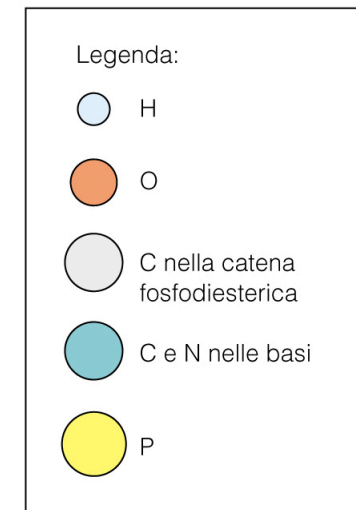 Legenda:
H
O
C nella catena
fosfodiesterica
C e N nelle basi
P